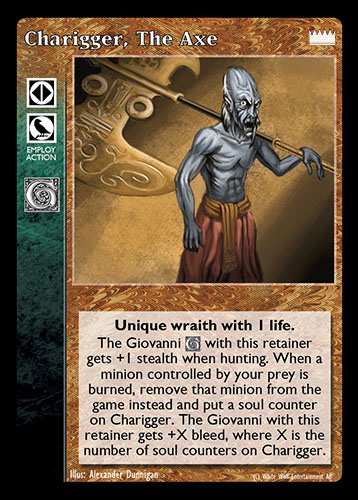 Charigger, The Axe
EMPLOY
ACTION
Unique wraith with 1 life.
The Giovanni with this retainer
gets +1 stealth when hunting. When a
minion controlled by your prey is
burned, remove that minion from the
game instead and put a soul counter
on Charigger. The Giovanni with this
retainer gets +X bleed, where X is the
number of soul counters on Charigger.
Illus: Alexander Dunnigan
(C) White Wolf Entertainment AB